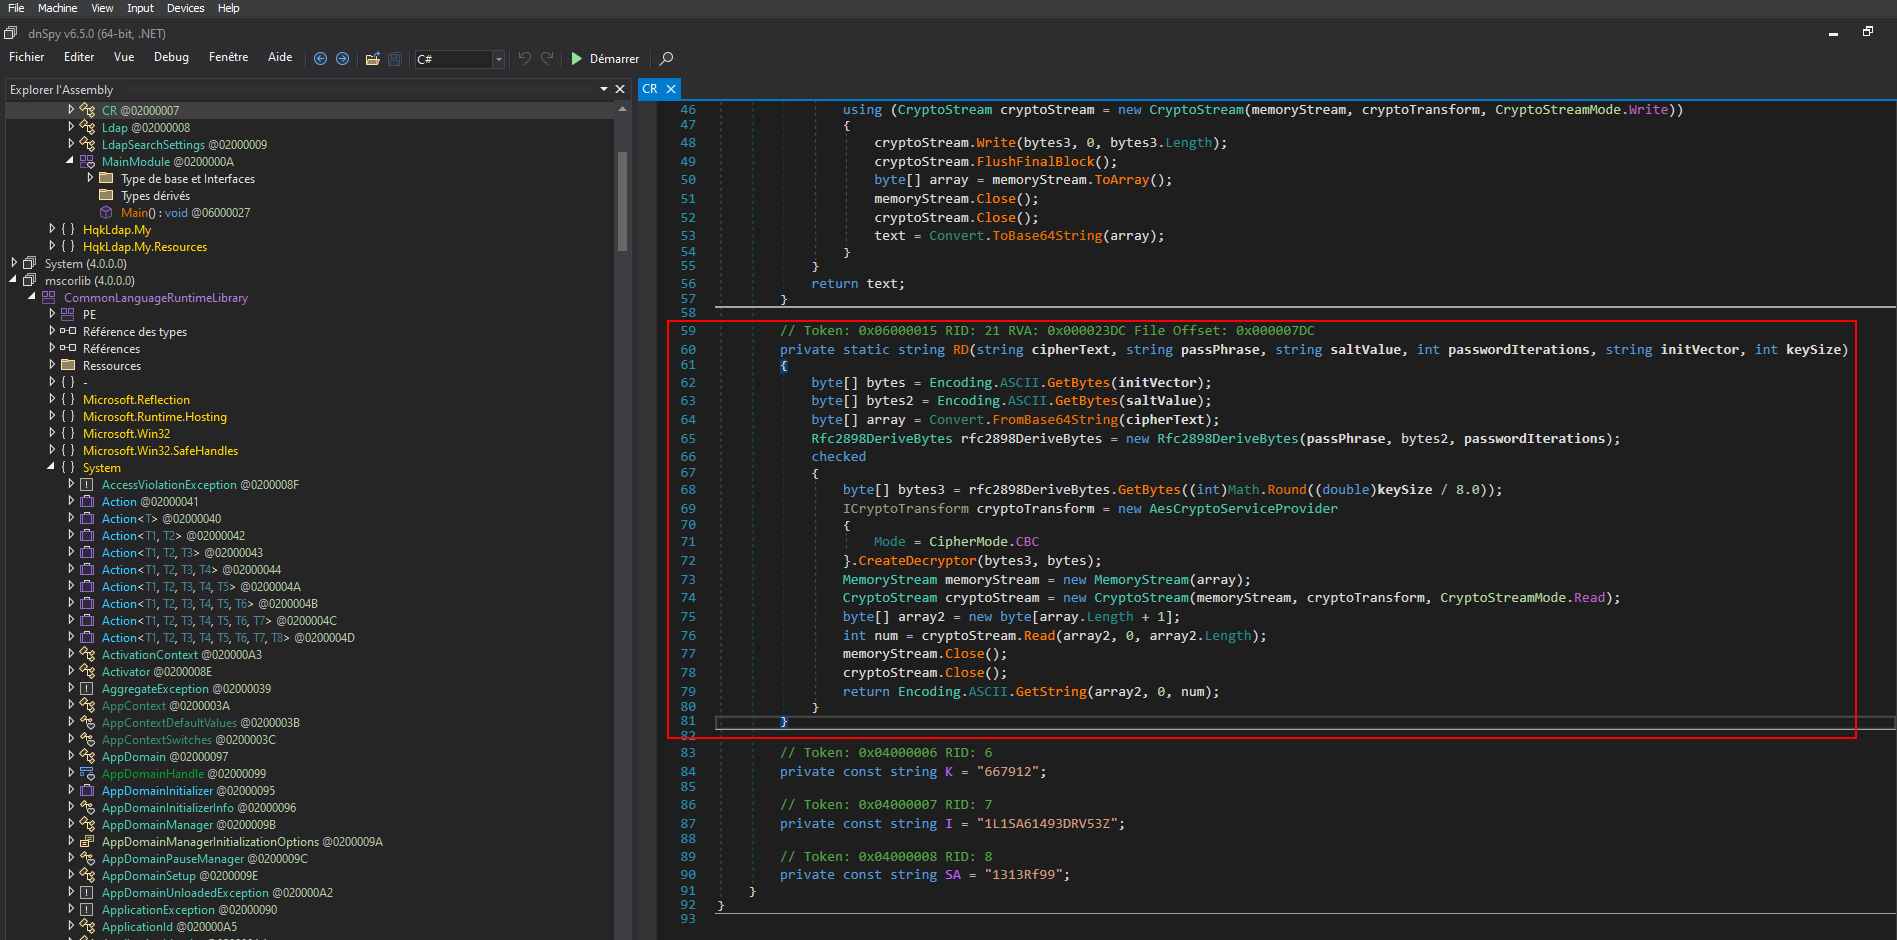 File Machine View Input Devices Help
dnSpy v6.5.0 (64-bit, .NET)
Fichier Editer Vue Debug Fenêtre Aide C# Démarrer
Explorer l'Assembly
CR @02000007
Ldap @02000008
LdapSearchSettings @02000009
MainModule @0200000A
Type de base et Interfaces
Types dérivés
Main() : void @06000027
{ } HqkLdap.My
{ } HqkLdap.My.Resources
System (4.0.0.0)
mscorlib (4.0.0.0)
CommonLanguageRuntimeLibrary
PE
Référence des types
Références
Ressources
{ } -
{ } Microsoft.Reflection
{ } Microsoft.Runtime.Hosting
{ } Microsoft.Win32
{ } Microsoft.Win32.SafeHandles
{ } System
AccessViolationException @0200008F
Action @02000041
Action<T> @02000040
Action<T1, T2> @02000042
Action<T1, T2, T3> @02000043
Action<T1, T2, T3, T4> @02000044
Action<T1, T2, T3, T4, T5> @0200004A
Action<T1, T2, T3, T4, T5, T6> @0200004B
Action<T1, T2, T3, T4, T5, T6, T7> @0200004C
Action<T1, T2, T3, T4, T5, T6, T7, T8> @0200004D
ActivationContext @020000A3
Activator @0200008E
AggregateException @02000039
AppContext @0200003A
AppContextDefaultValues @0200003B
AppContextSwitches @0200003C
AppDomain @02000097
AppDomainHandle @02000099
AppDomainInitializer @02000095
AppDomainInitializerInfo @02000096
AppDomainManager @0200009B
AppDomainManagerInitializationOptions @0200009A
AppDomainPauseManager @0200009C
AppDomainSetup @0200009E
AppDomainUnloadedException @020000A2
ApplicationException @02000090
ApplicationId @020000A5
CR
46 using (CryptoStream cryptoStream = new CryptoStream(memoryStream, cryptoTransform, CryptoStreamMode.Write))
47 {
48 cryptoStream.Write(bytes3, 0, bytes3.Length);
49 cryptoStream.FlushFinalBlock();
50 byte[] array = memoryStream.ToArray();
51 memoryStream.Close();
52 cryptoStream.Close();
53 text = Convert.ToBase64String(array);
54 }
55 }
56 return text;
57 }
58
59 // Token: 0x06000015 RID: 21 RVA: 0x000023DC File Offset: 0x000007DC
60 private static string RD(string cipherText, string passPhrase, string saltValue, int passwordIterations, string initVector, int keySize)
61 {
62 byte[] bytes = Encoding.ASCII.GetBytes(initVector);
63 byte[] bytes2 = Encoding.ASCII.GetBytes(saltValue);
64 byte[] array = Convert.FromBase64String(cipherText);
65 Rfc2898DeriveBytes rfc2898DeriveBytes = new Rfc2898DeriveBytes(passPhrase, bytes2, passwordIterations);
66 checked
67 {
68 byte[] bytes3 = rfc2898DeriveBytes.GetBytes((int)Math.Round((double)keySize / 8.0));
69 ICryptoTransform cryptoTransform = new AesCryptoServiceProvider
70 {
71 Mode = CipherMode.CBC
72 }.CreateDecryptor(bytes3, bytes);
73 MemoryStream memoryStream = new MemoryStream(array);
74 CryptoStream cryptoStream = new CryptoStream(memoryStream, cryptoTransform, CryptoStreamMode.Read);
75 byte[] array2 = new byte[array.Length + 1];
76 int num = cryptoStream.Read(array2, 0, array2.Length);
77 memoryStream.Close();
78 cryptoStream.Close();
79 return Encoding.ASCII.GetString(array2, 0, num);
80 }
81 }
82
83 // Token: 0x04000006 RID: 6
84 private const string K = "667912";
85
86 // Token: 0x04000007 RID: 7
87 private const string I = "1L1SA61493DRV53Z";
88
89 // Token: 0x04000008 RID: 8
90 private const string SA = "1313Rf99";
91 }
92 }
93